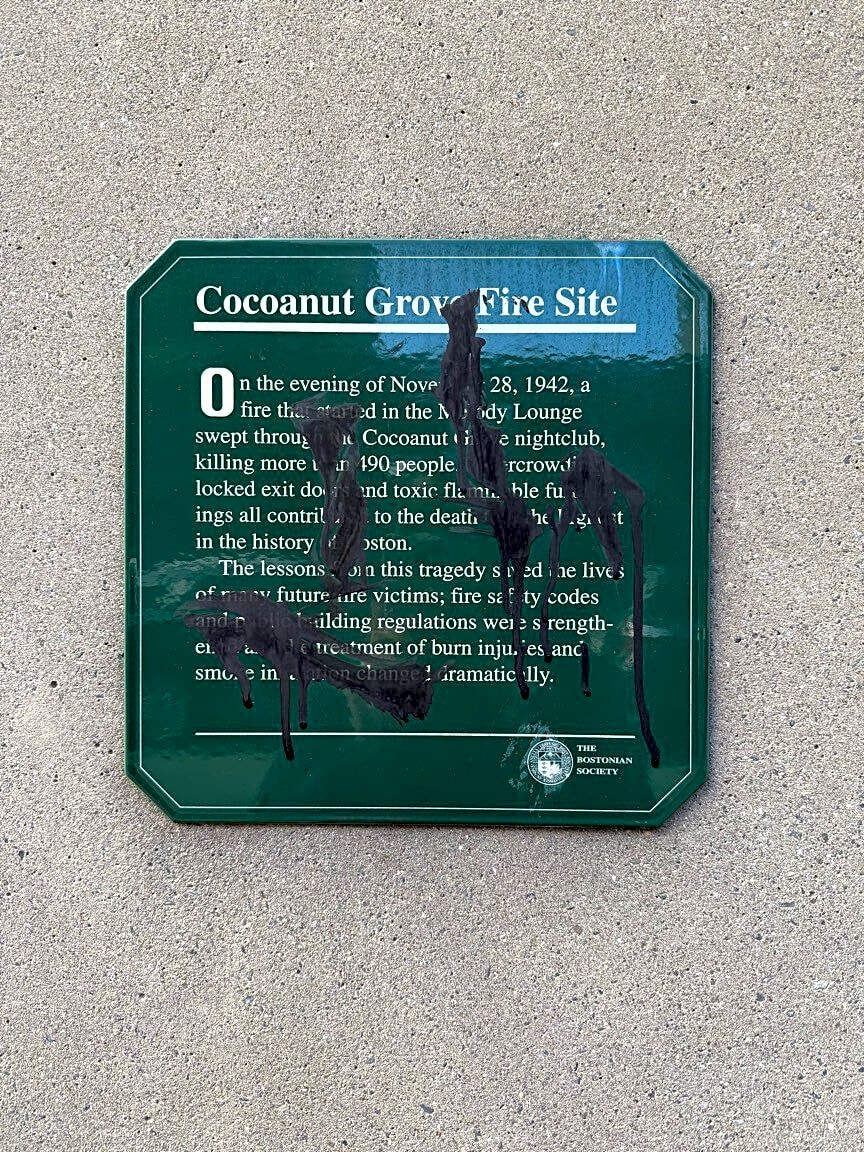 Cocoanut Grove Fire Site
On the evening of November 28, 1942, a
fire that started in the Melody Lounge
swept through the Cocoanut Grove nightclub,
killing more than 490 people. Overcrowding,
locked exit doors and toxic flammable furnish-
ings all contributed to the death the highest
in the history of Boston.
The lessons from this tragedy saved the lives
of many future fire victims; fire safety codes
and public building regulations were strength-
ened and the treatment of burn injuries and
smoke inhalation changed dramatically.
THE
BOSTONIAN
SOCIETY